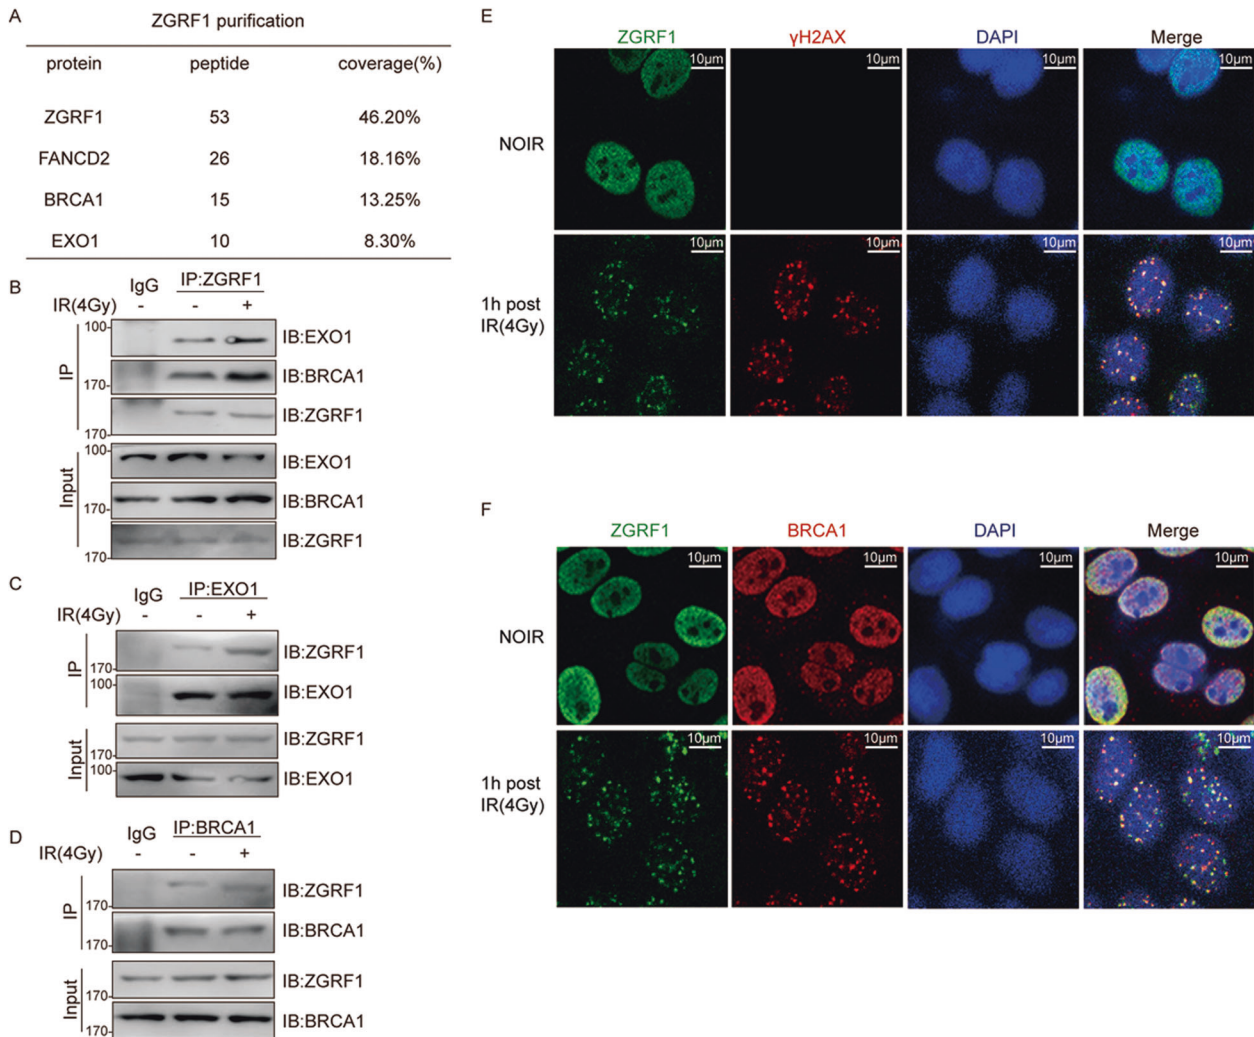 A
ZGRF1 purification
protein peptide coverage(%)
ZGRF1 53 46.20%
FANCD2 26 18.16%
BRCA1 15 13.25%
EXO1 10 8.30%
B
IgG IP:ZGRF1
IR(4Gy) - - +
IP
100 IB:EXO1
170 IB:BRCA1
170 IB:ZGRF1
Input
100 IB:EXO1
170 IB:BRCA1
170 IB:ZGRF1
C
IgG IP:EXO1
IR(4Gy) - - +
IP
170 IB:ZGRF1
100 IB:EXO1
Input
170 IB:ZGRF1
100 IB:EXO1
D
IgG IP:BRCA1
IR(4Gy) - - +
IP
170 IB:ZGRF1
170 IB:BRCA1
Input
170 IB:ZGRF1
170 IB:BRCA1
E
ZGRF1 γH2AX DAPI Merge
NOIR
10μm 10μm 10μm 10μm
1h post
IR(4Gy)
10μm 10μm 10μm 10μm
F
ZGRF1 BRCA1 DAPI Merge
NOIR
10μm 10μm 10μm 10μm
1h post
IR(4Gy)
10μm 10μm 10μm 10μm